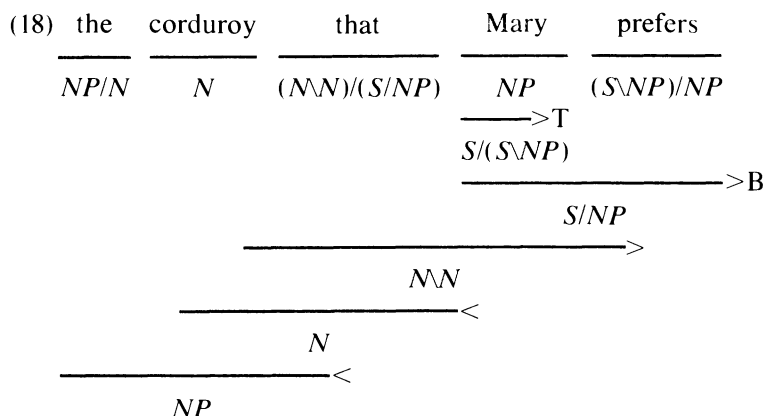 (18) the corduroy that Mary prefers
NP/N N (N\N)/(S/NP) NP (S\NP)/NP
>T
S/(S\NP)
>B
S/NP
>
N\N
<
N
<
NP